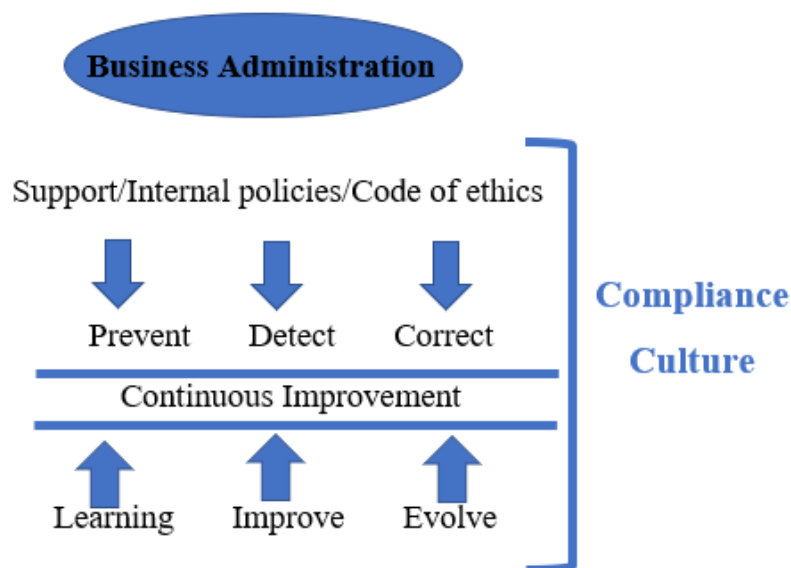 Business Administration
Support/Internal policies/Code of ethics
Prevent Detect Correct
Continuous Improvement
Learning Improve Evolve
Compliance
Culture